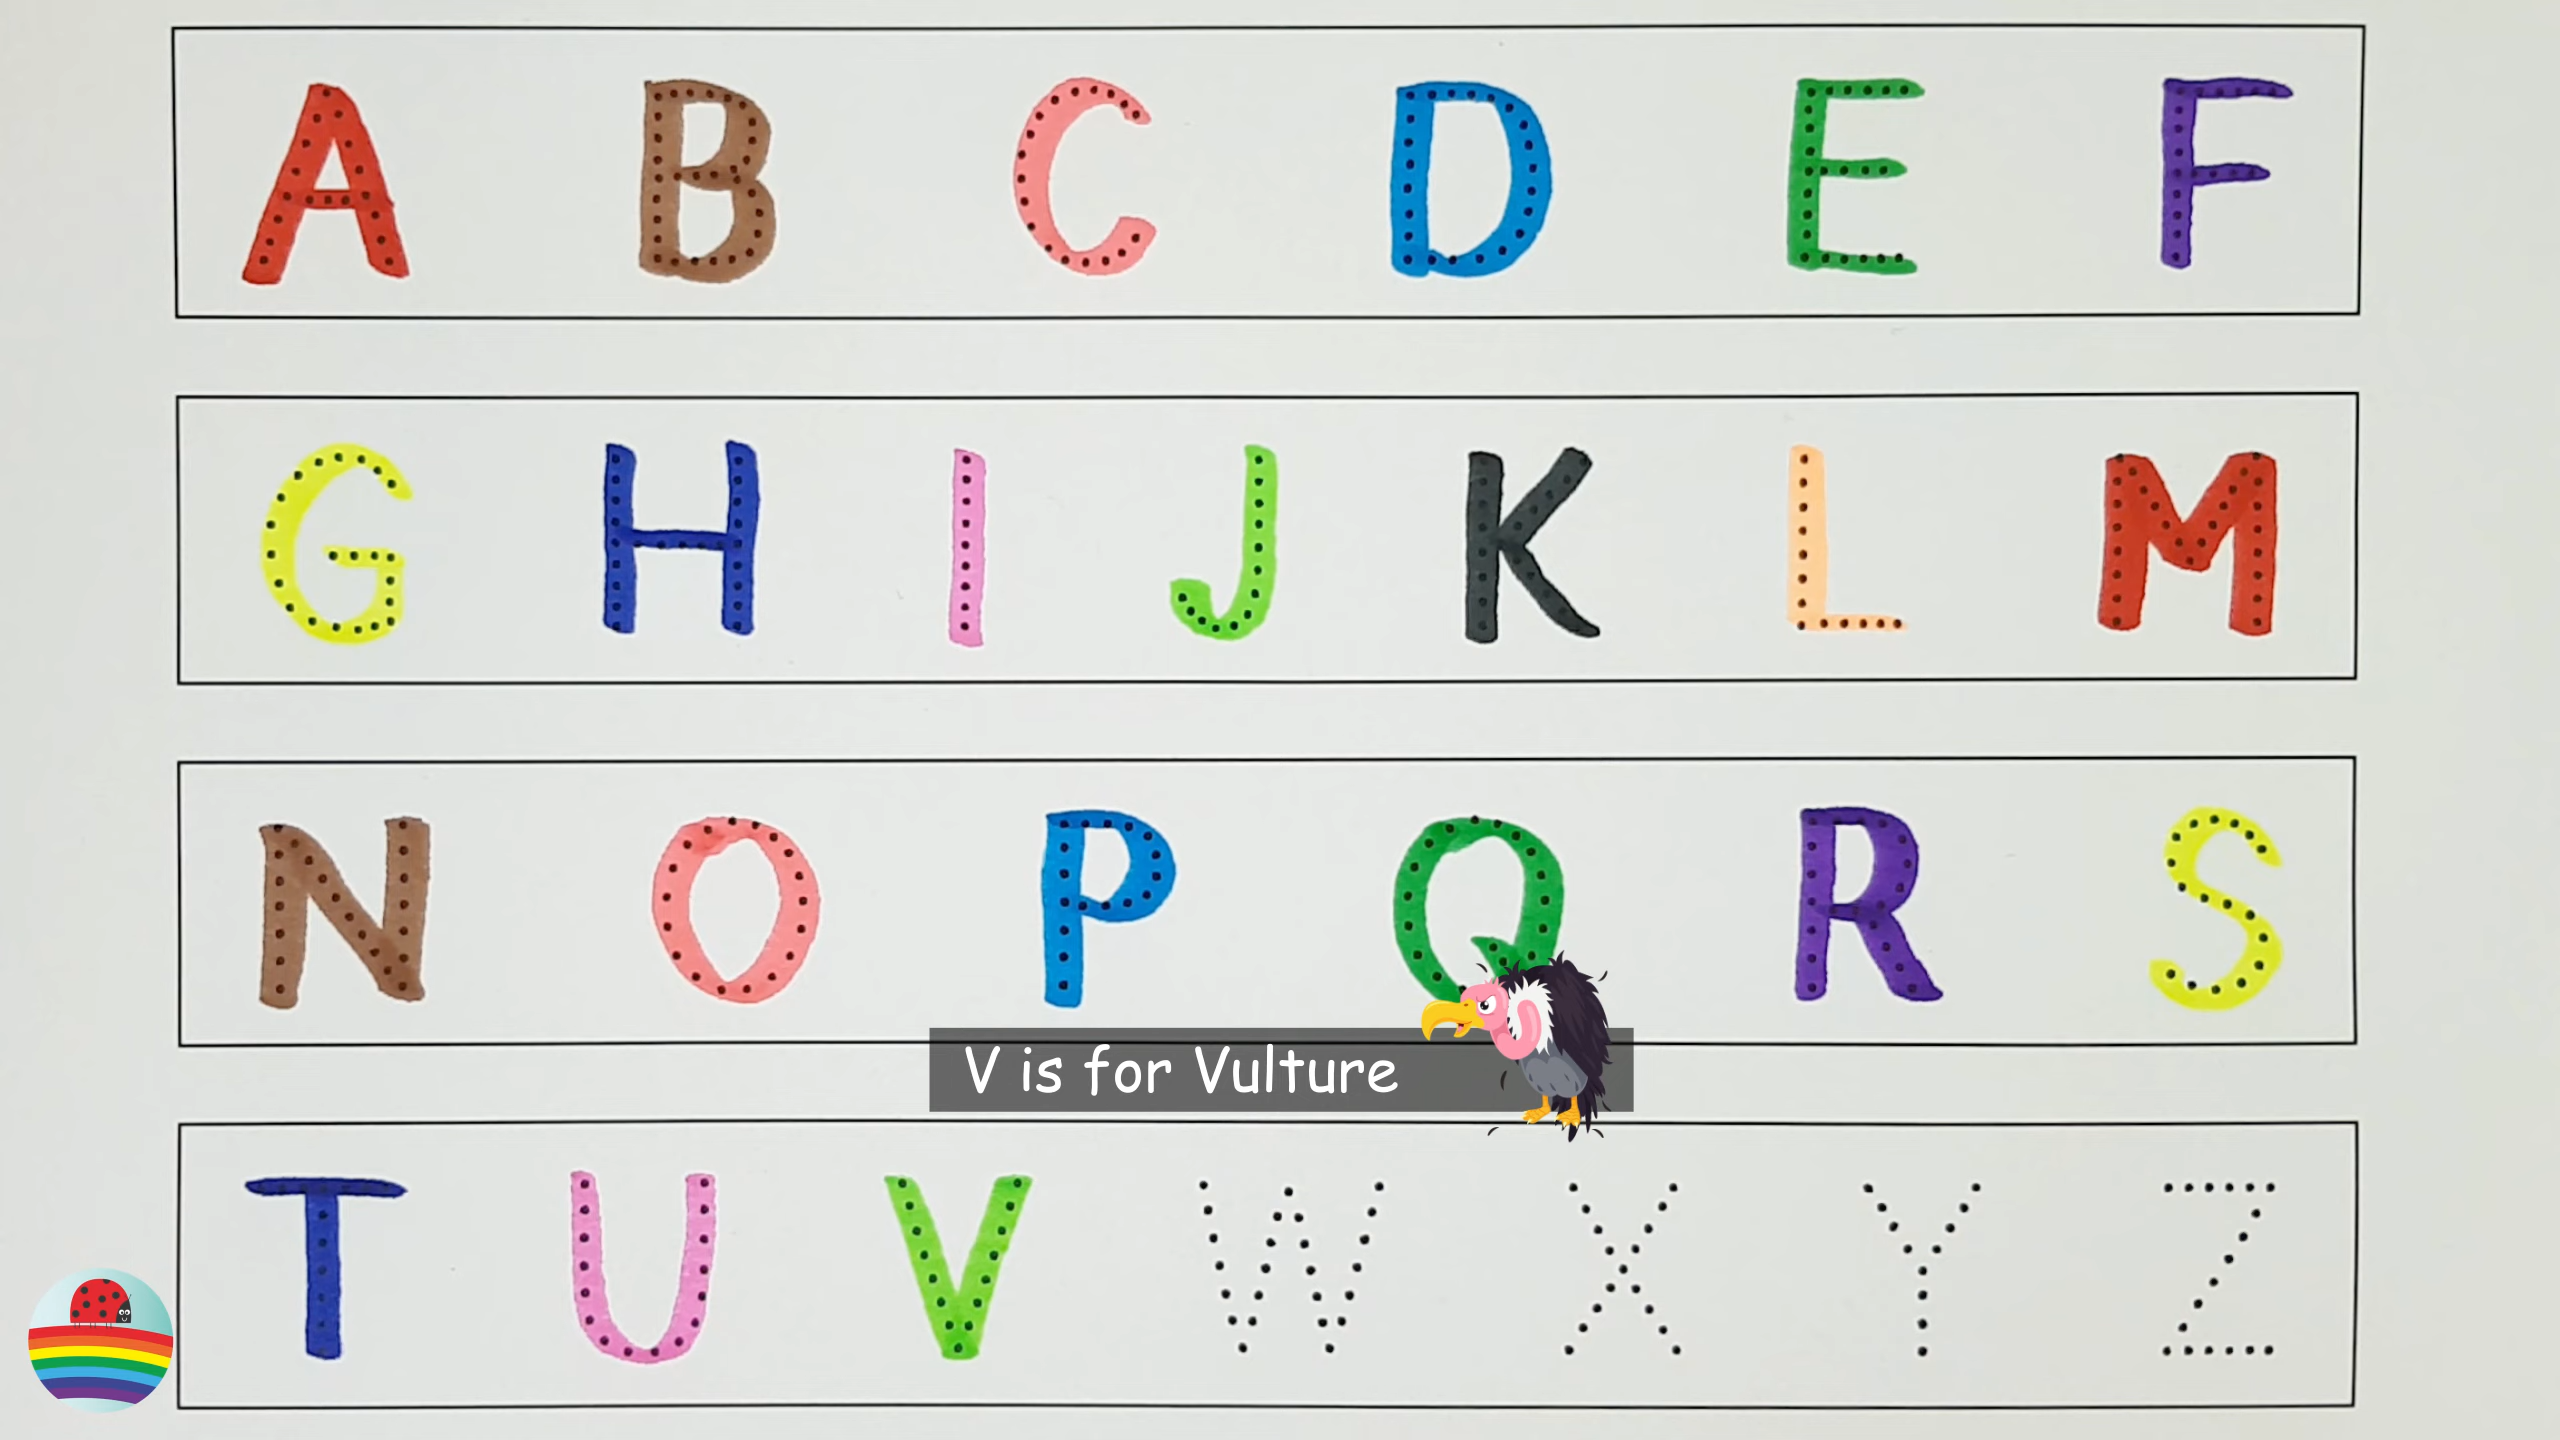 A B C D E F
G H I J K L M
N O P Q R S
V is for Vulture
T U V W X Y Z